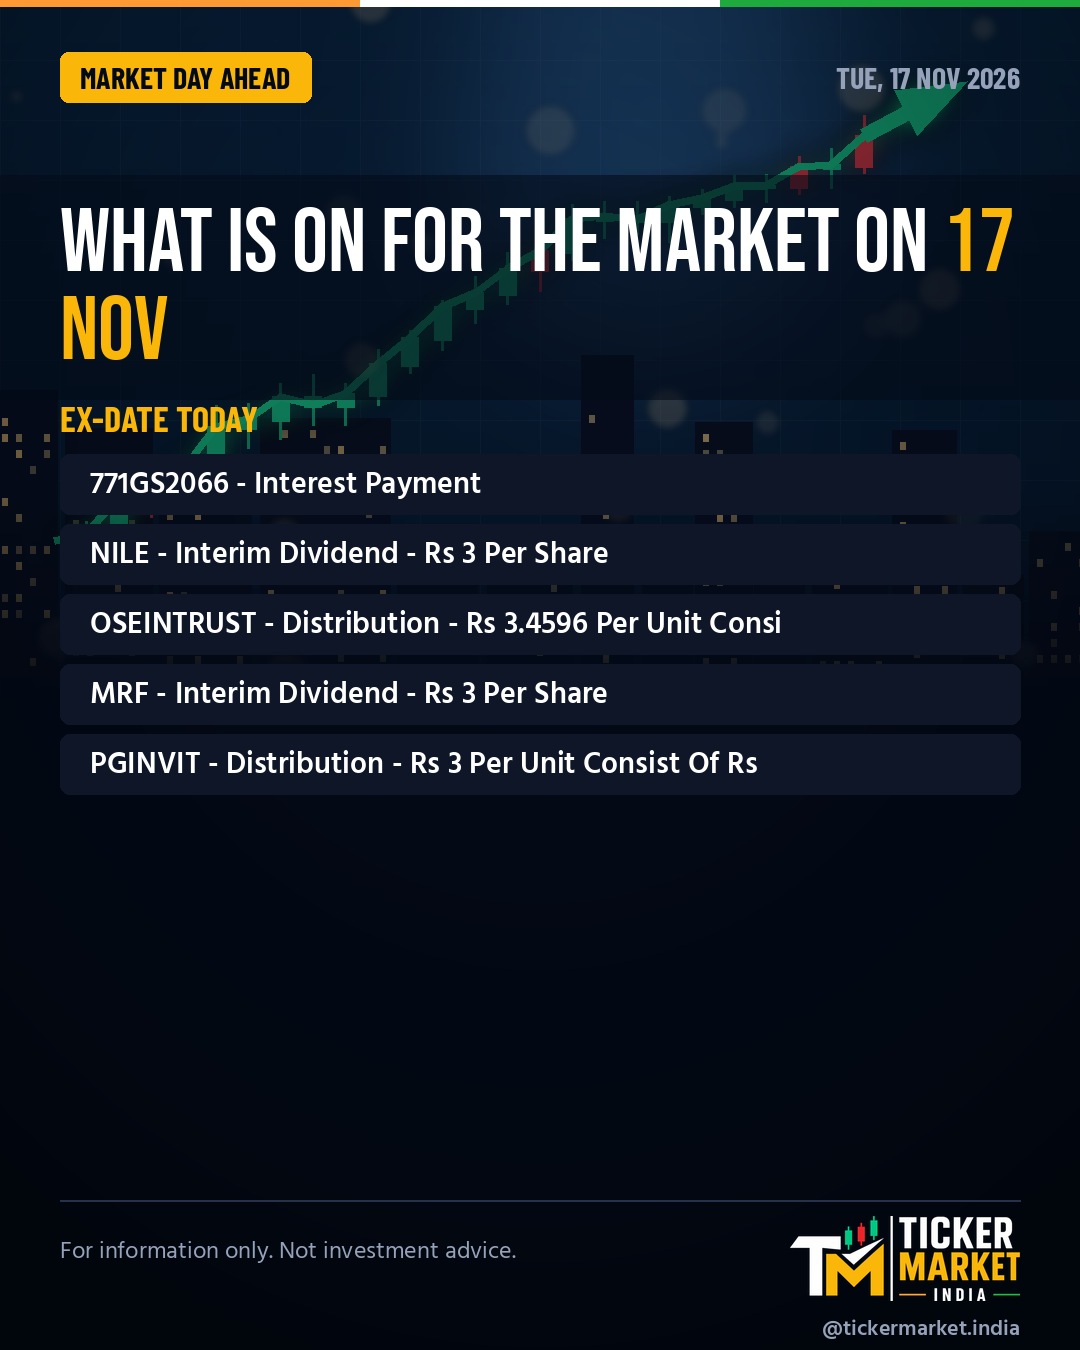 MARKET DAY AHEAD
TUE, 17 NOV 2026
WHAT IS ON FOR THE MARKET ON 17
NOV
EX-DATE TODAY
771GS2066 - Interest Payment
NILE - Interim Dividend - Rs 3 Per Share
OSEINTRUST - Distribution - Rs 3.4596 Per Unit Consi
MRF - Interim Dividend - Rs 3 Per Share
PGINVIT - Distribution - Rs 3 Per Unit Consist Of Rs
For information only. Not investment advice.
TM
TICKER
MARKET
INDIA
@tickermarket.india